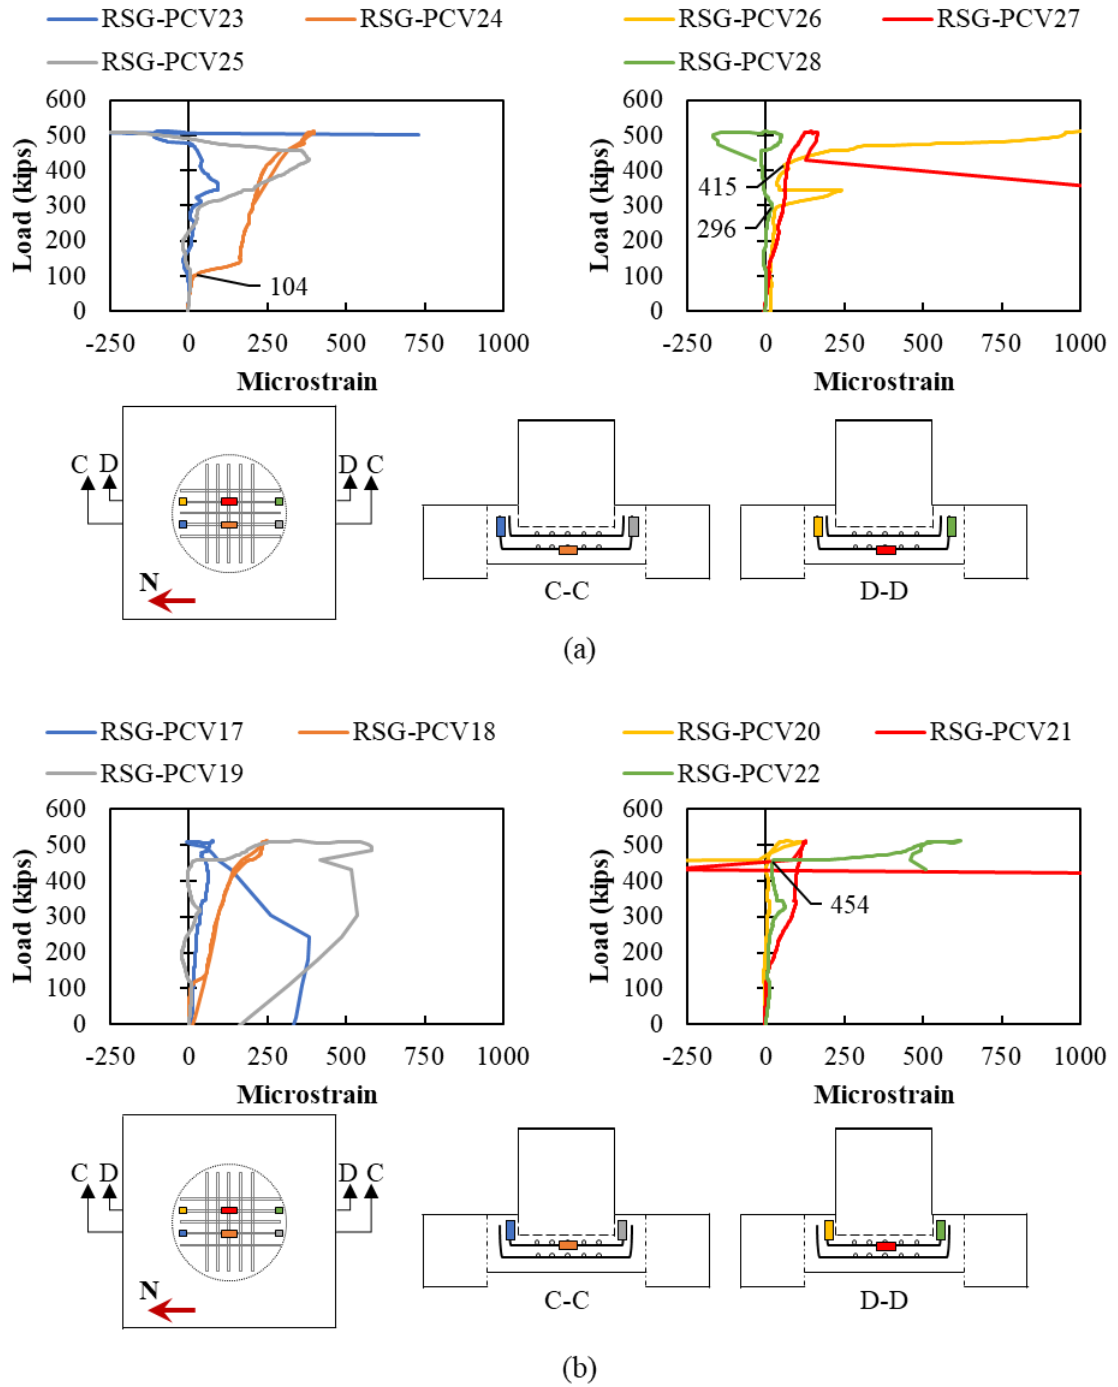 RSG-PCV23 RSG-PCV24
RSG-PCV25
RSG-PCV26 RSG-PCV27
RSG-PCV28
Load (kips)
600
500
400
300
200
100
0
104
-250 0 250 500 750 1000
Microstrain
Load (kips)
600
500
400
300
200
100
0
415
296
-250 0 250 500 750 1000
Microstrain
C D D C
N
C-C
D-D
(a)
RSG-PCV17 RSG-PCV18
RSG-PCV19
RSG-PCV20 RSG-PCV21
RSG-PCV22
Load (kips)
600
500
400
300
200
100
0
-250 0 250 500 750 1000
Microstrain
Load (kips)
600
500
400
300
200
100
0
454
-250 0 250 500 750 1000
Microstrain
C D D C
N
C-C
D-D
(b)